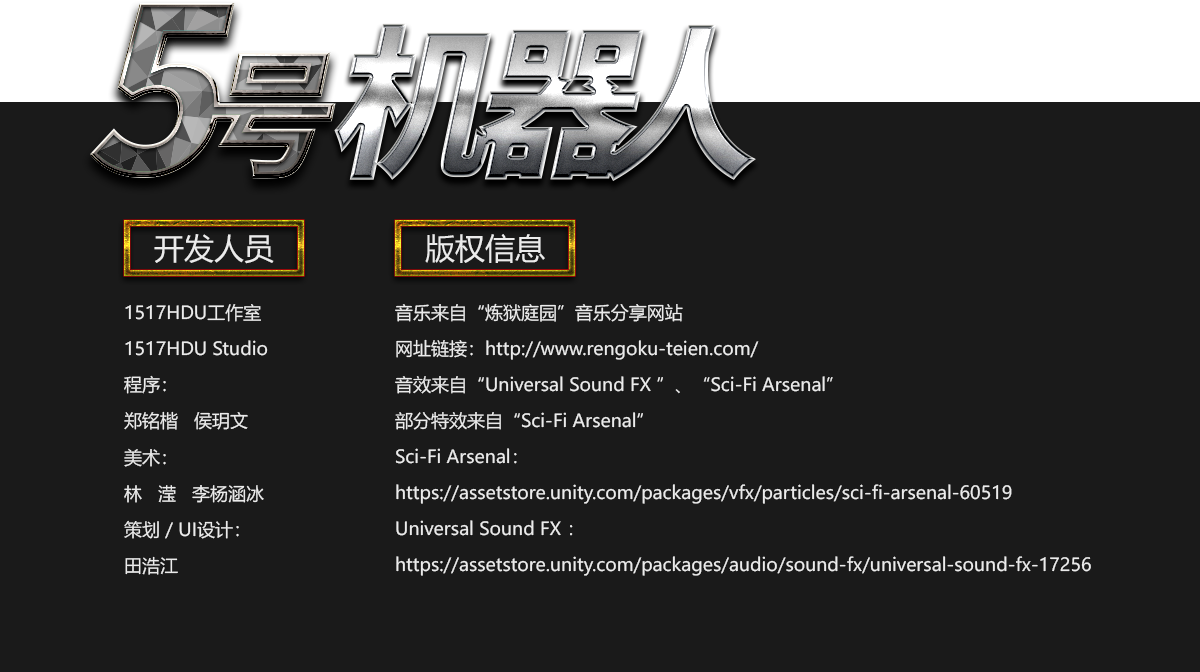 5号机器人
开发人员
1517HDU工作室
1517HDU Studio
程序：
郑铭楷 侯玥文
美术：
林 滢 李杨涵冰
策划 / UI设计：
田浩江
版权信息
音乐来自“炼狱庭园”音乐分享网站
网址链接：http://www.rengoku-teien.com/
音效来自“Universal Sound FX ” 、 “Sci-Fi Arsenal”
部分特效来自“Sci-Fi Arsenal”
Sci-Fi Arsenal：
https://assetstore.unity.com/packages/vfx/particles/sci-fi-arsenal-60519
Universal Sound FX ：
https://assetstore.unity.com/packages/audio/sound-fx/universal-sound-fx-17256